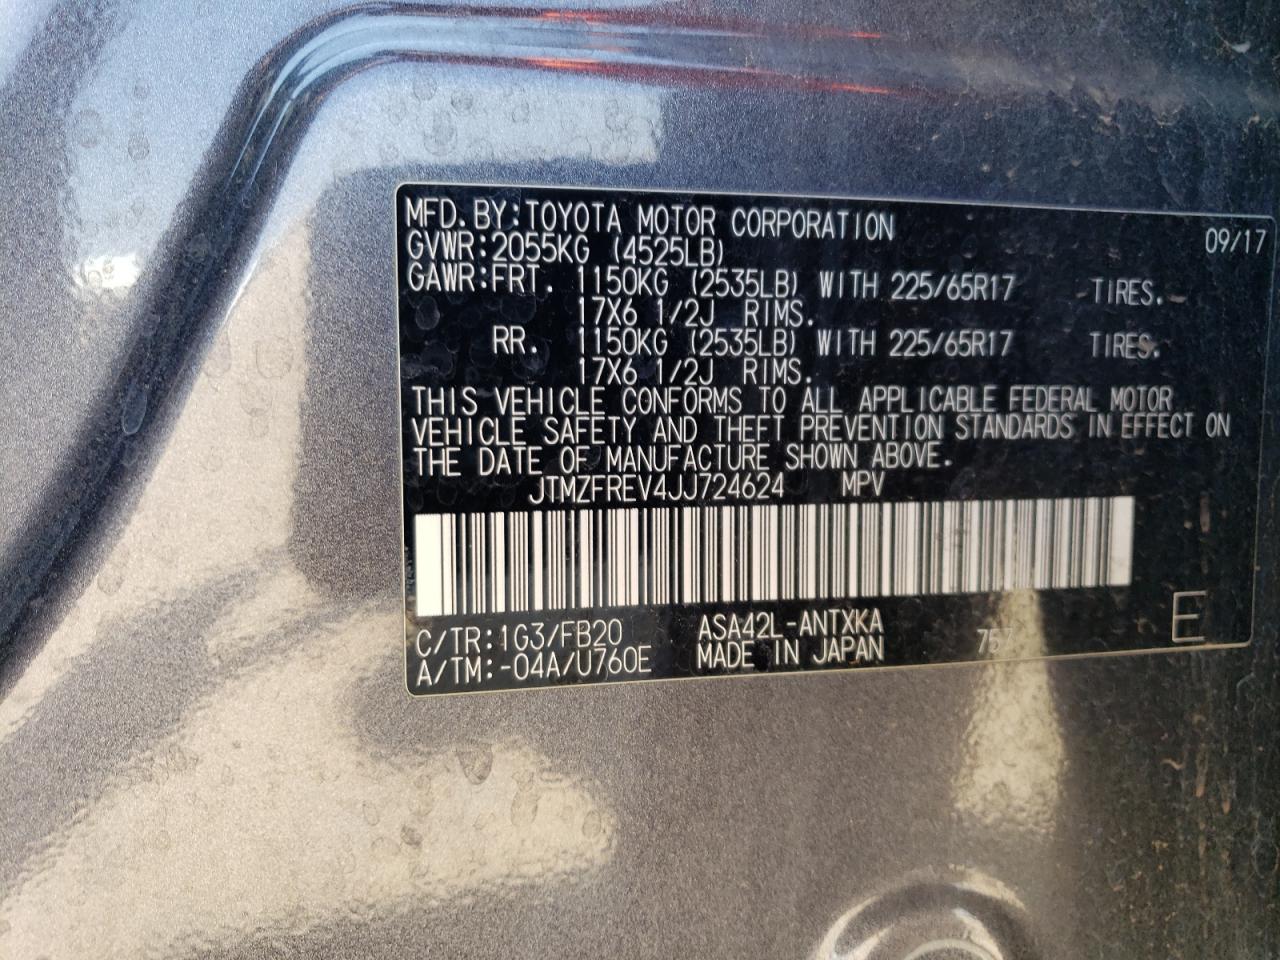 MFD. BY: TOYOTA MOTOR CORPORATION 09/17
GVWR: 2055KG (4525LB)
GAWR: FRT. 1150KG (2535LB) WITH 225/65R17 TIRES.
17X6 1/2J RIMS.
RR. 1150KG (2535LB) WITH 225/65R17 TIRES.
17X6 1/2J RIMS.
THIS VEHICLE CONFORMS TO ALL APPLICABLE FEDERAL MOTOR
VEHICLE SAFETY AND THEFT PREVENTION STANDARDS IN EFFECT ON
THE DATE OF MANUFACTURE SHOWN ABOVE.
JTMZFREV4JJ724624 MPV
C/TR: 1G3/FB20 ASA42L-ANTXKA
A/TM: -04A/U760E MADE IN JAPAN E